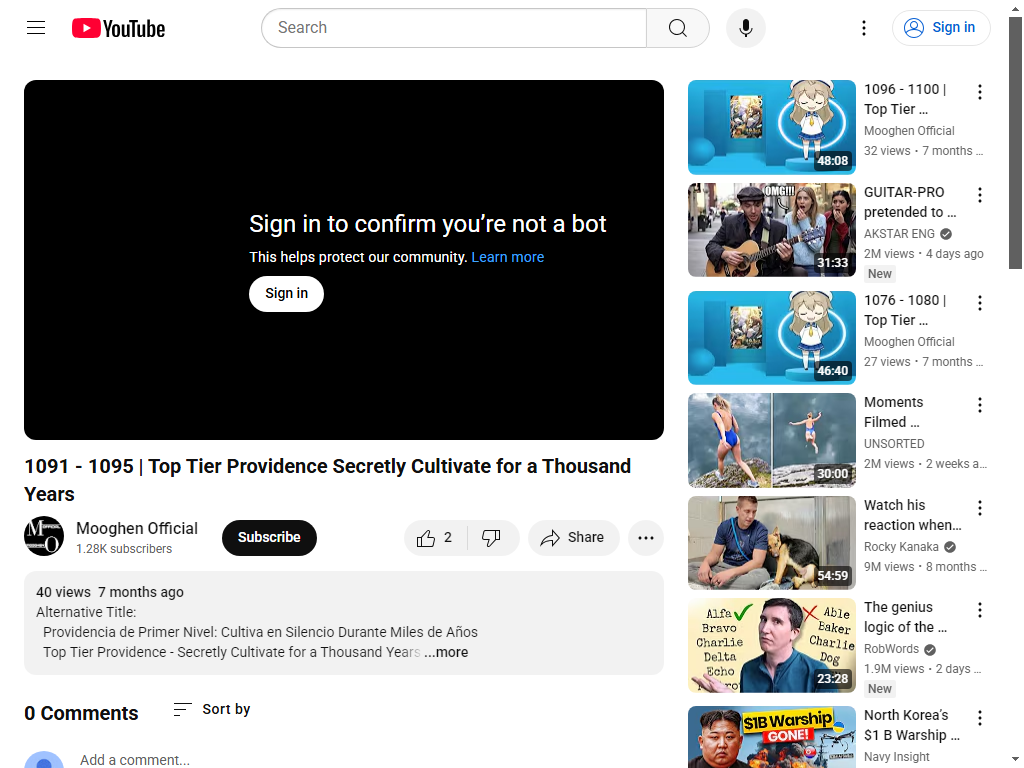 YouTube
Search
Sign in
Sign in to confirm you’re not a bot
This helps protect our community. Learn more
Sign in
1091 - 1095 | Top Tier Providence Secretly Cultivate for a Thousand
Years
Mooghen Official
1.28K subscribers
Subscribe
2
Share
40 views 7 months ago
Alternative Title:
Providencia de Primer Nivel: Cultiva en Silencio Durante Miles de Años
Top Tier Providence - Secretly Cultivate for a Thousand Years ...more
0 Comments
Sort by
Add a comment...
48:08
1096 - 1100 |
Top Tier ...
Mooghen Official
32 views • 7 months ...
OMG!!!
31:33
GUITAR-PRO
pretended to ...
AKSTAR ENG
2M views • 4 days ago
New
46:40
1076 - 1080 |
Top Tier ...
Mooghen Official
27 views • 7 months ...
30:00
Moments
Filmed ...
UNSORTED
2M views • 2 weeks a...
54:59
Watch his
reaction when...
Rocky Kanaka
9M views • 8 months ...
Alfa
Bravo
Charlie
Delta
Echo
Able
Baker
Charlie
Dog
23:28
The genius
logic of the ...
RobWords
1.9M views • 2 days ...
New
$1B Warship
GONE!
North Korea's
$1 B Warship ...
Navy Insight